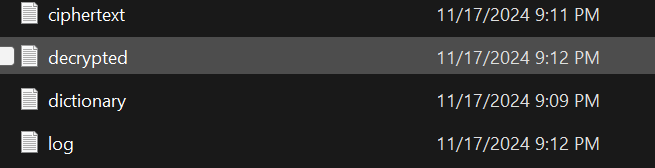 ciphertext 11/17/2024 9:11 PM
decrypted 11/17/2024 9:12 PM
dictionary 11/17/2024 9:09 PM
log 11/17/2024 9:12 PM